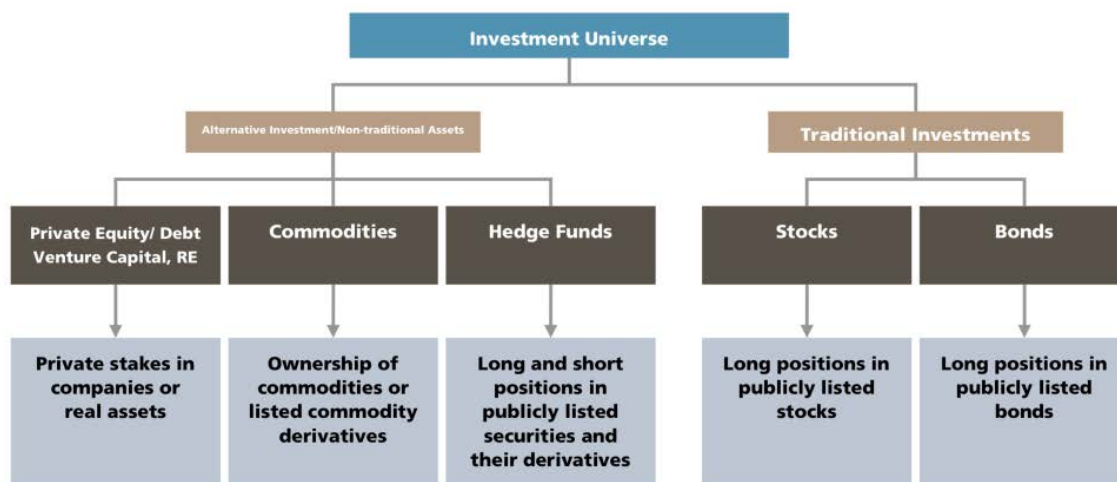 Investment Universe
Alternative Investment/Non-traditional Assets
Traditional Investments
Private Equity/ Debt
Venture Capital, RE
Commodities
Hedge Funds
Stocks
Bonds
Private stakes in
companies or
real assets
Ownership of
commodities or
listed commodity
derivatives
Long and short
positions in
publicly listed
securities and
their derivatives
Long positions in
publicly listed
stocks
Long positions in
publicly listed
bonds